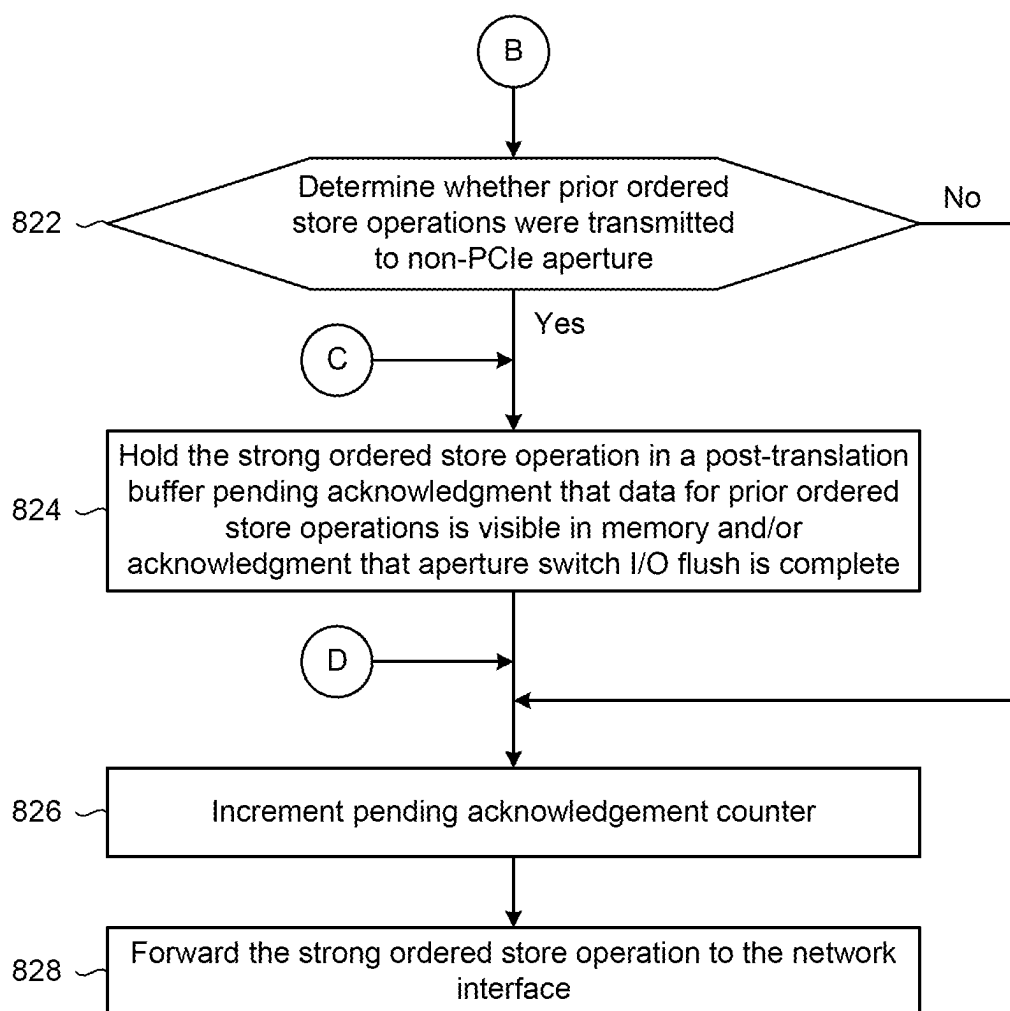 B
Determine whether prior ordered
store operations were transmitted
to non-PCIe aperture
No
822
Yes
C
Hold the strong ordered store operation in a post-translation
buffer pending acknowledgment that data for prior ordered
store operations is visible in memory and/or
acknowledgment that aperture switch I/O flush is complete
824
D
826
Increment pending acknowledgement counter
828
Forward the strong ordered store operation to the network
interface